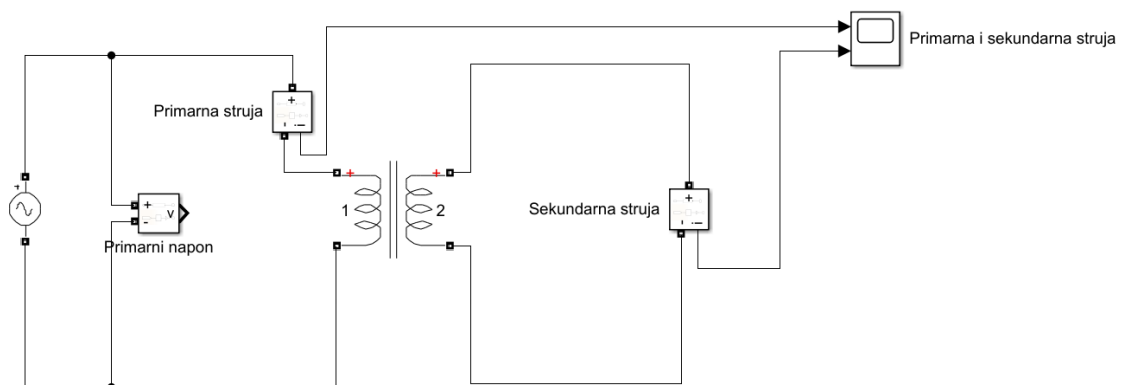 Primarna i sekundarna struja
Primarna struja
+
-
i
+
+
1
2
Sekundarna struja
+
-
i
+
+
-
v
Primarni napon